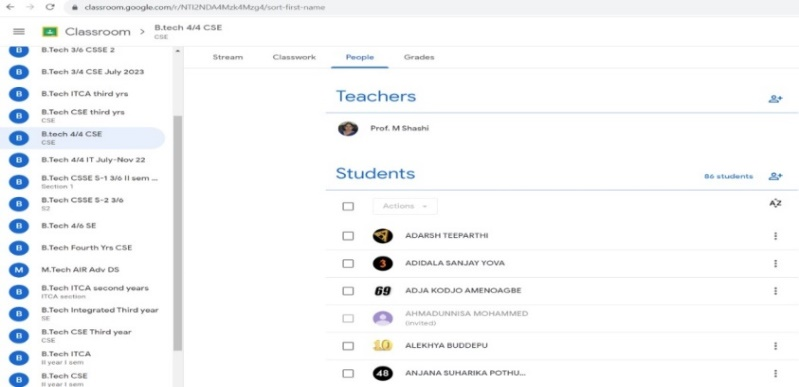 classroom.google.com/r/NTI2NDA4Mzk4Mzg4/sort-first-name
Classroom
B.tech 4/4 CSE
CSE
B.Tech 3/6 CSSE 2
B.Tech 3/4 CSE July 2023
B.Tech ITCA third yrs
B.Tech CSE third yrs
CSE
B.tech 4/4 CSE
CSE
B.Tech 4/4 IT July-Nov 22
B.Tech CSSE S-1 3/6 II sem ...
Section 1
B.Tech CSSE S-2 3/6
S2
B.Tech 4/6 SE
B.Tech Fourth Yrs CSE
M.Tech AIR Adv DS
B.Tech ITCA second years
ITCA section
B.Tech Integrated Third year
SE
B.Tech CSE Third year
CSE
B.Tech ITCA
II year I sem
B.Tech CSE
II year I sem
Stream Classwork People Grades
Teachers
Prof. M Shashi
Students
86 students
Actions
AZ
ADARSH TEEPARTHI
3 ADIDALA SANJAY YOVA
69 ADJA KODJO AMENOAGBE
AHMADUNNISA MOHAMMED
(invited)
10 ALEKHYA BUDDEPU
48 ANJANA SUHARIKA POTHU...